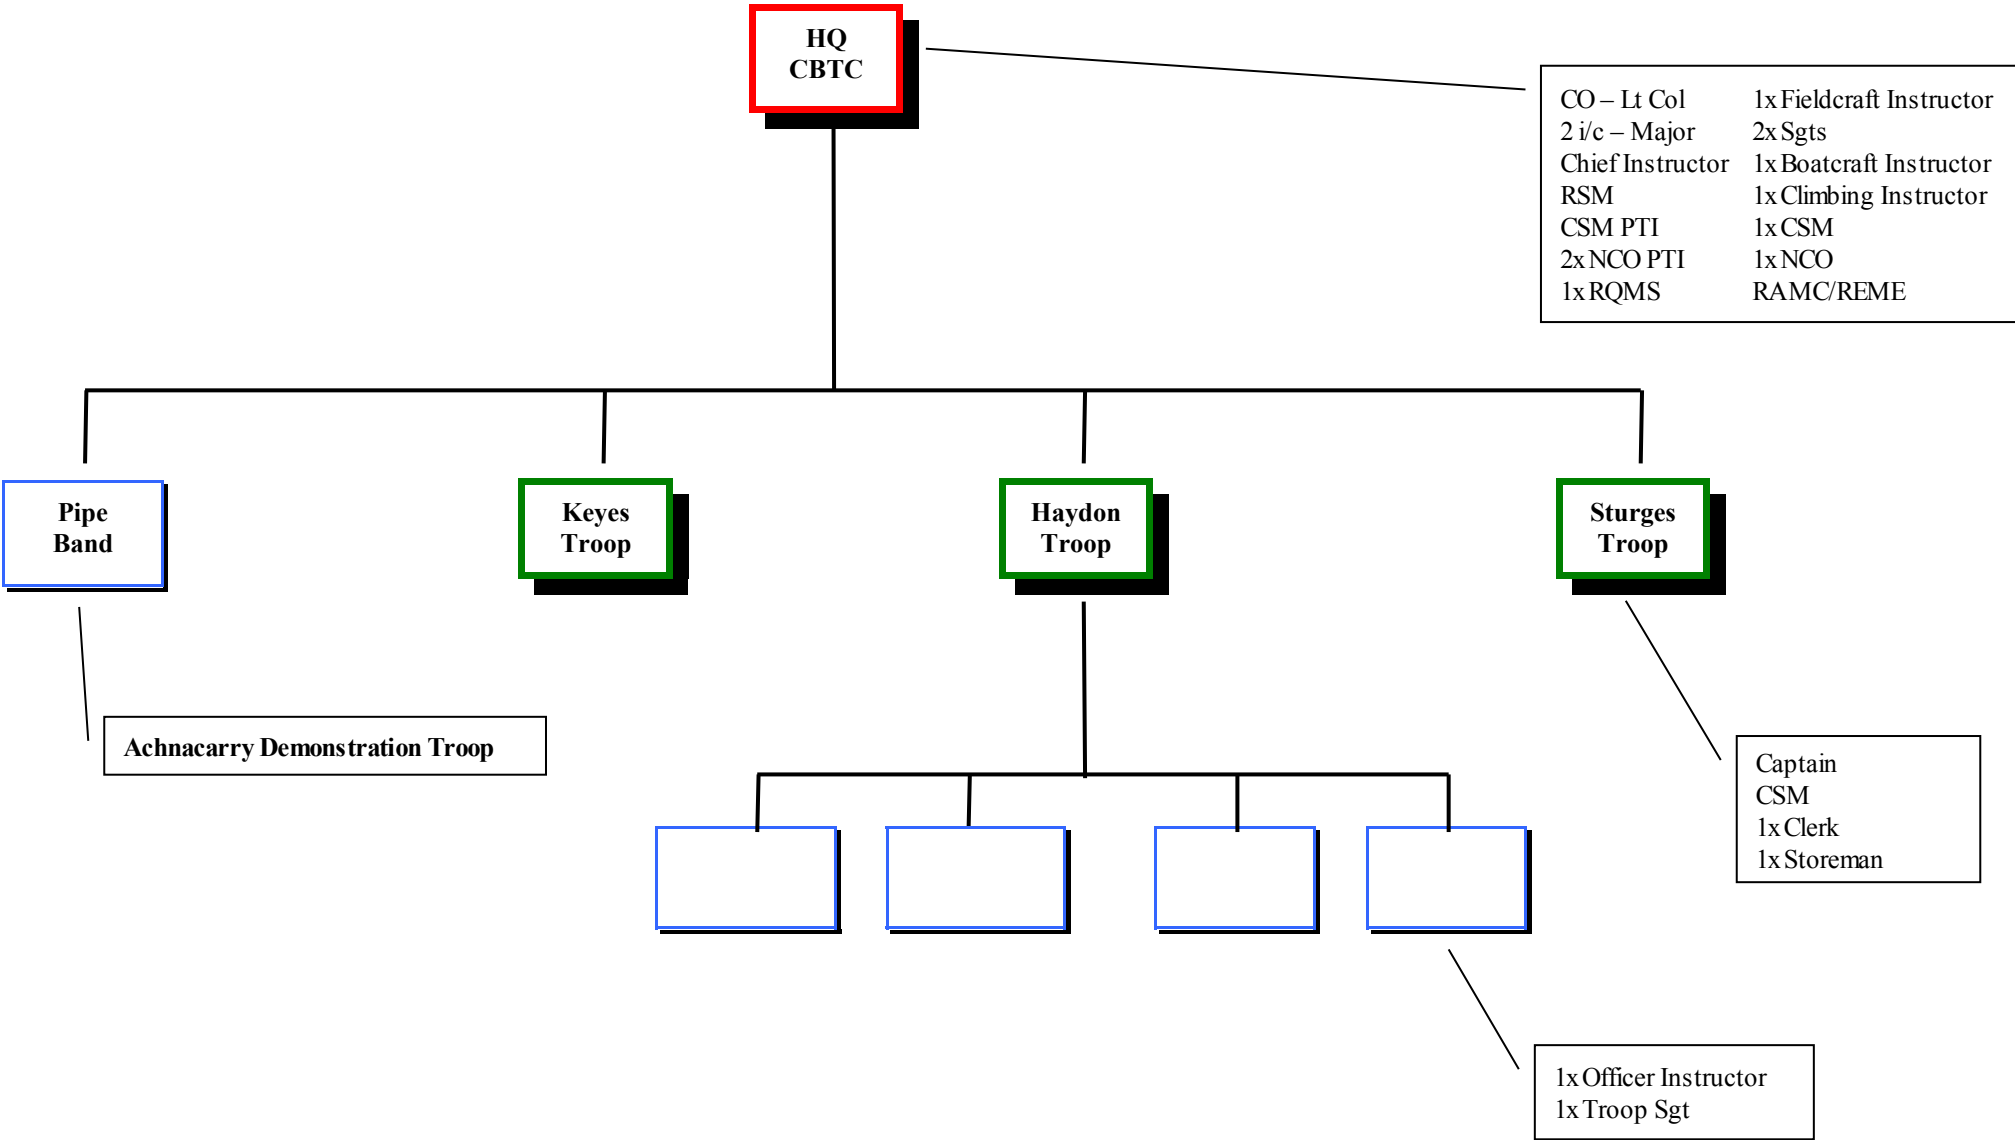 HQ
CBTC
CO – Lt Col
2 i/c – Major
Chief Instructor
RSM
CSM PTI
2x NCO PTI
1x RQMS
1x Fieldcraft Instructor
2x Sgts
1x Boatcraft Instructor
1x Climbing Instructor
1x CSM
1x NCO
RAMC/REME
Pipe
Band
Keyes
Troop
Haydon
Troop
Sturges
Troop
Achnacarry Demonstration Troop
Captain
CSM
1x Clerk
1x Storeman
1x Officer Instructor
1x Troop Sgt